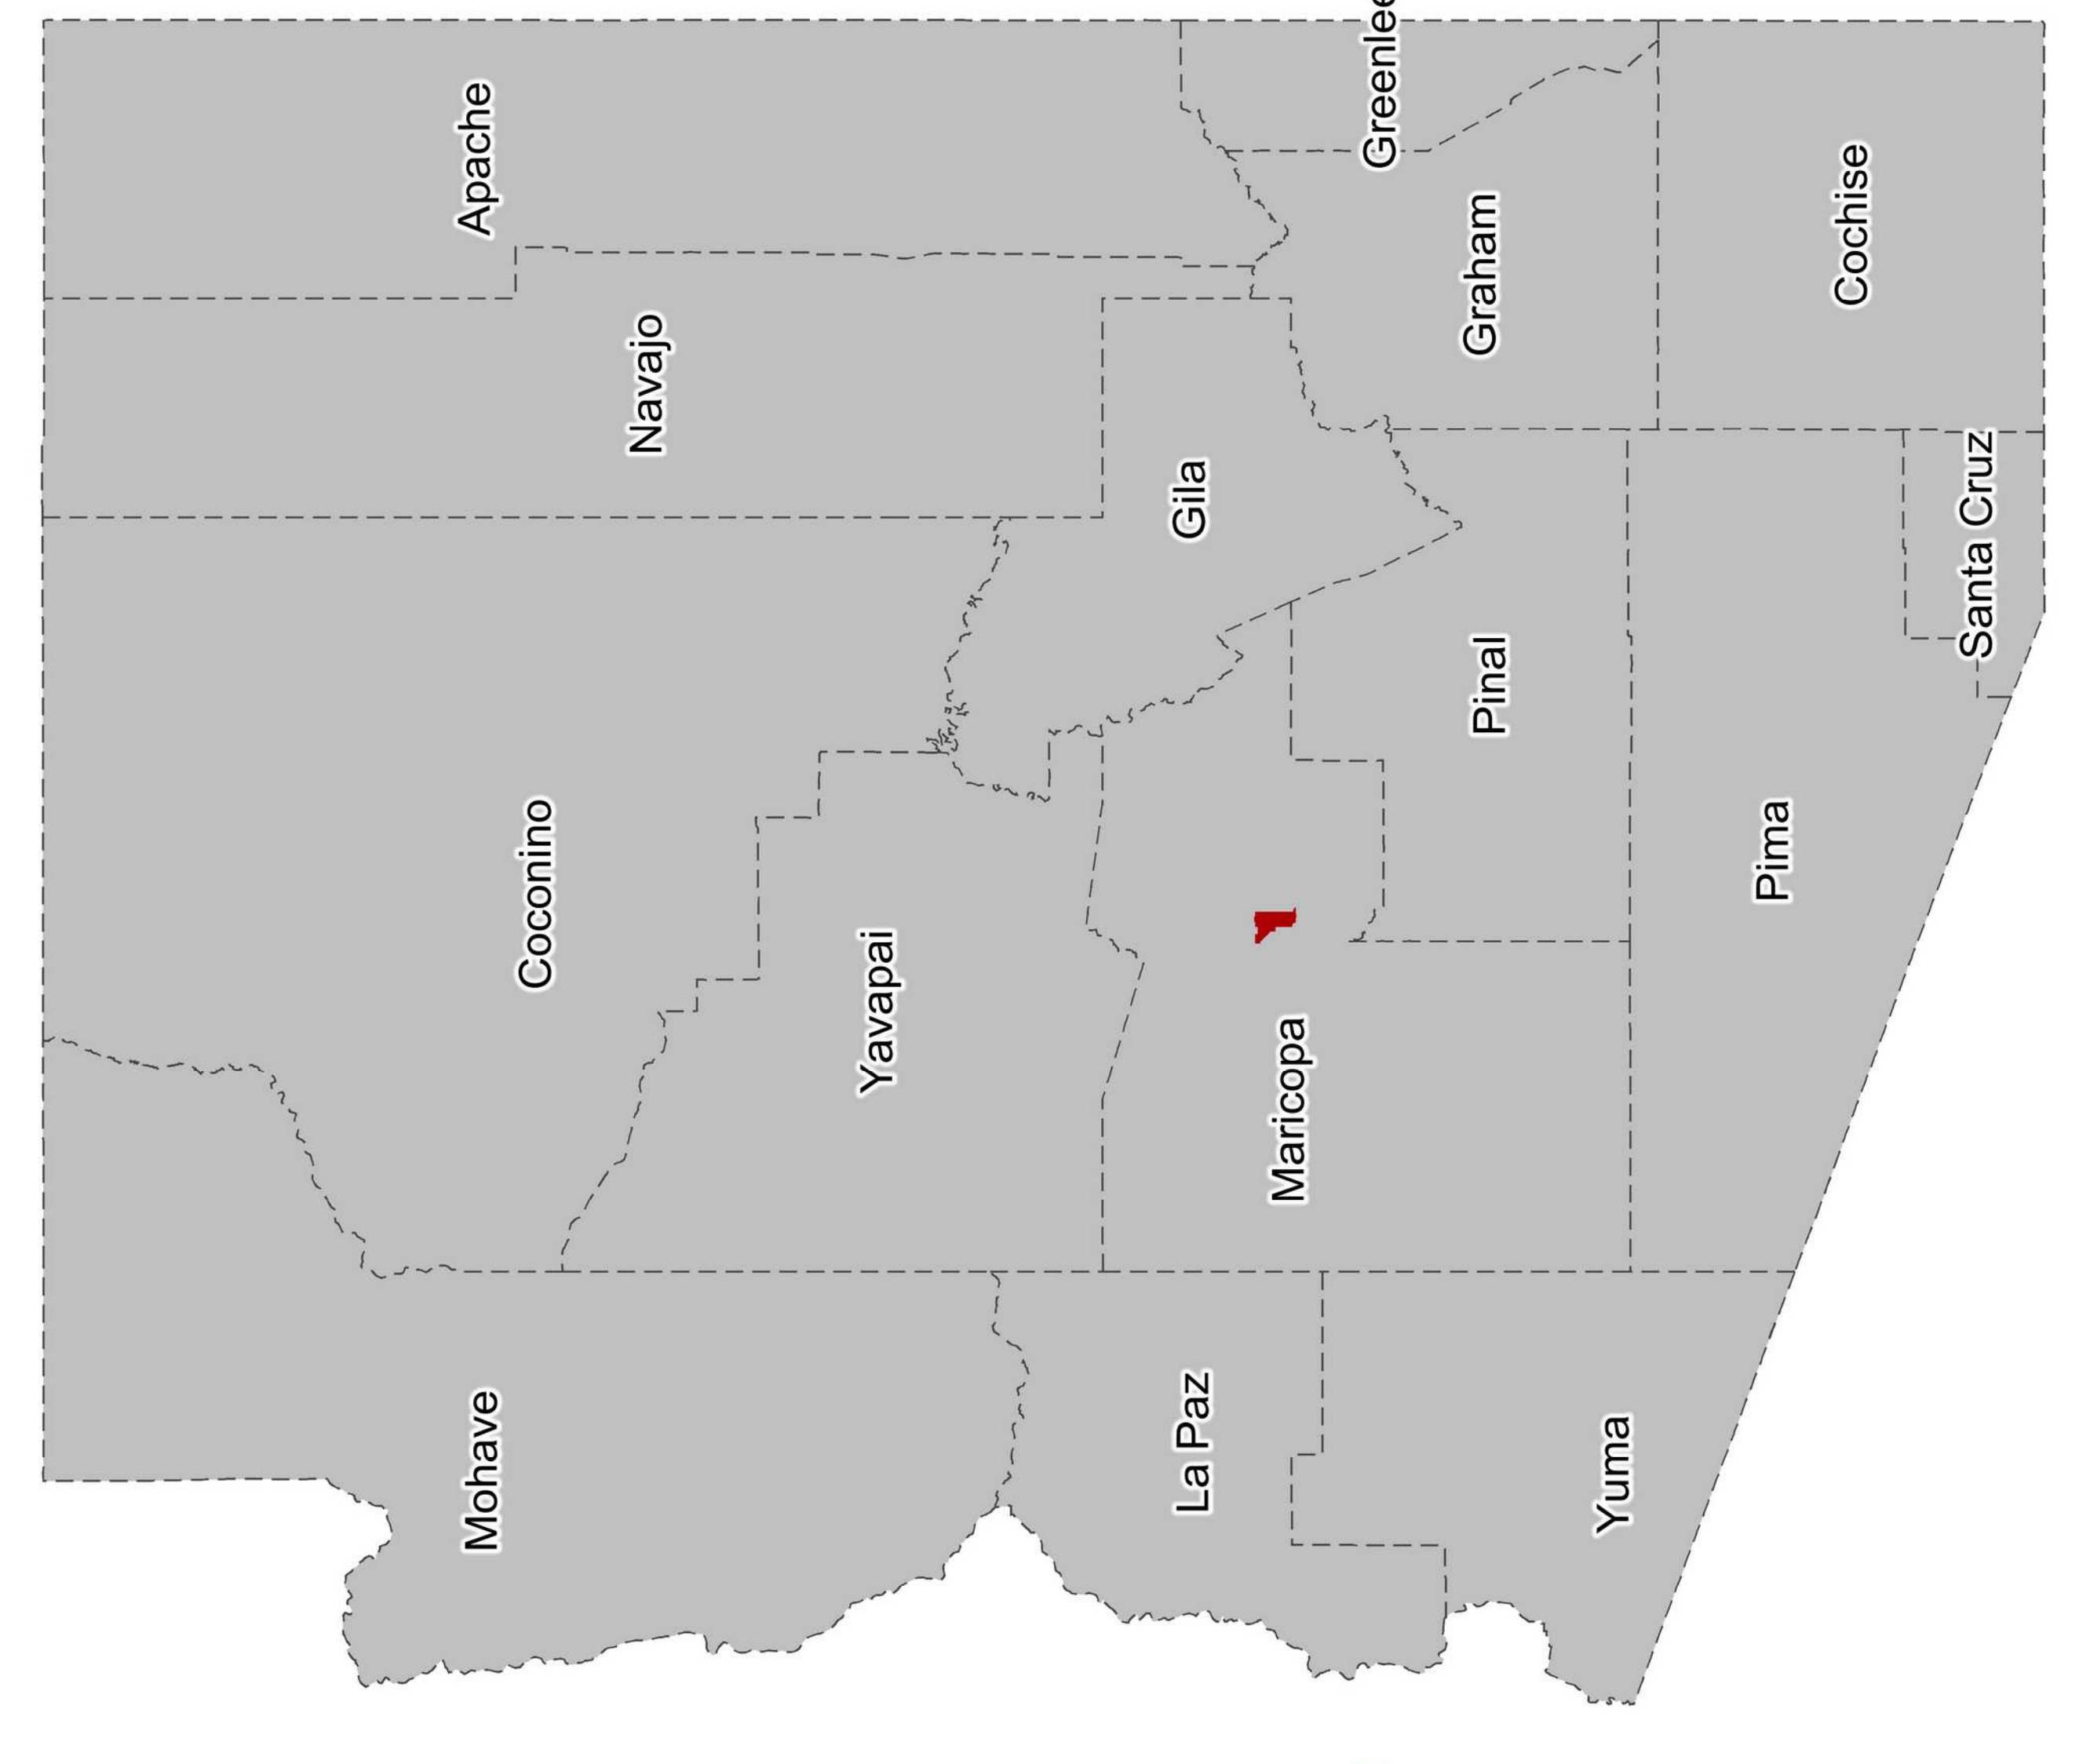 Mohave
Coconino
Navajo
Apache
Yavapai
La Paz
Maricopa
Gila
Greenlee
Graham
Pinal
Yuma
Pima
Cochise
Santa Cruz